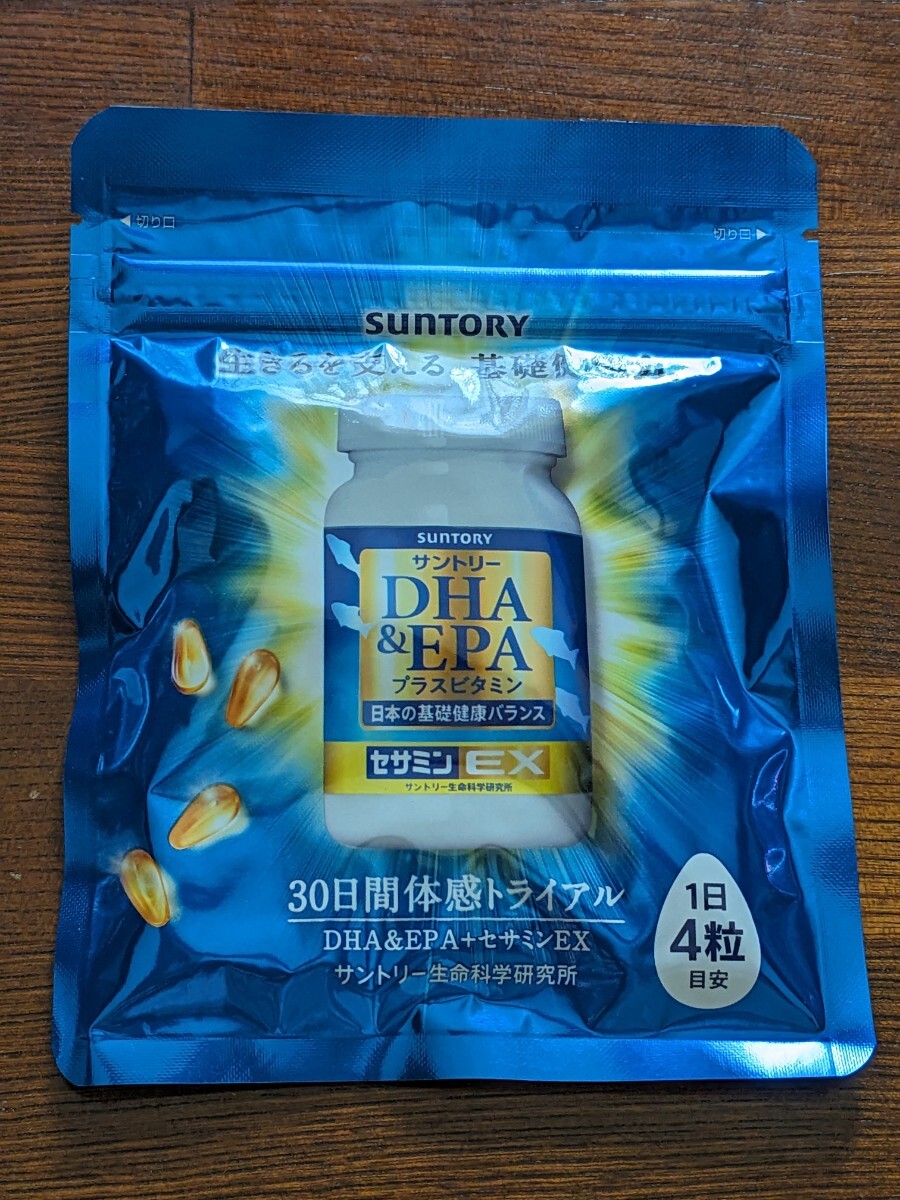 ◀切り口
切り口▶
SUNTORY
生きるを支える 基礎
SUNTORY
サントリー
DHA
&EPA
プラスビタミン
日本の基礎健康バランス
セサミンEX
サントリー生命科学研究所
30日間体感トライアル
DHA&EPA+セサミンEX
サントリー生命科学研究所
1日
4粒
目安